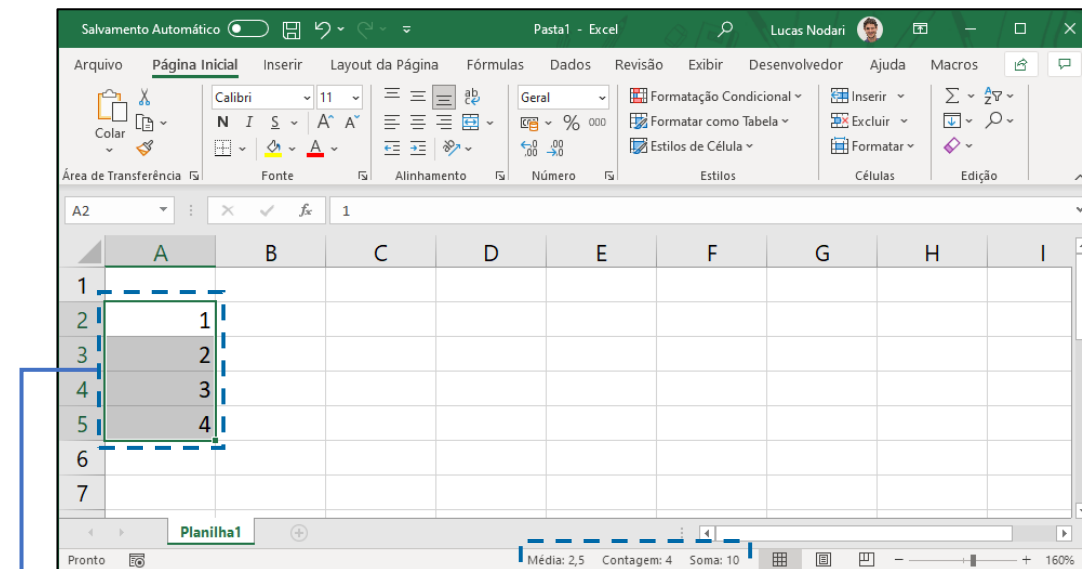 Salvamento Automático Pasta1 - Excel Lucas Nodari
Arquivo Página Inicial Inserir Layout da Página Fórmulas Dados Revisão Exibir Desenvolvedor Ajuda Macros
Colar
Calibri 11
N I S A A
A
ab
Geral
% 000
,00
,00
Formatação Condicional
Formatar como Tabela
Estilos de Célula
Inserir
Excluir
Formatar
Σ
Área de Transferência Fonte Alinhamento Número Estilos Células Edição
A2 fx 1
A B C D E F G H I
1
2 1
3 2
4 3
5 4
6
7
Planilha1
Pronto Média: 2,5 Contagem: 4 Soma: 10 160%